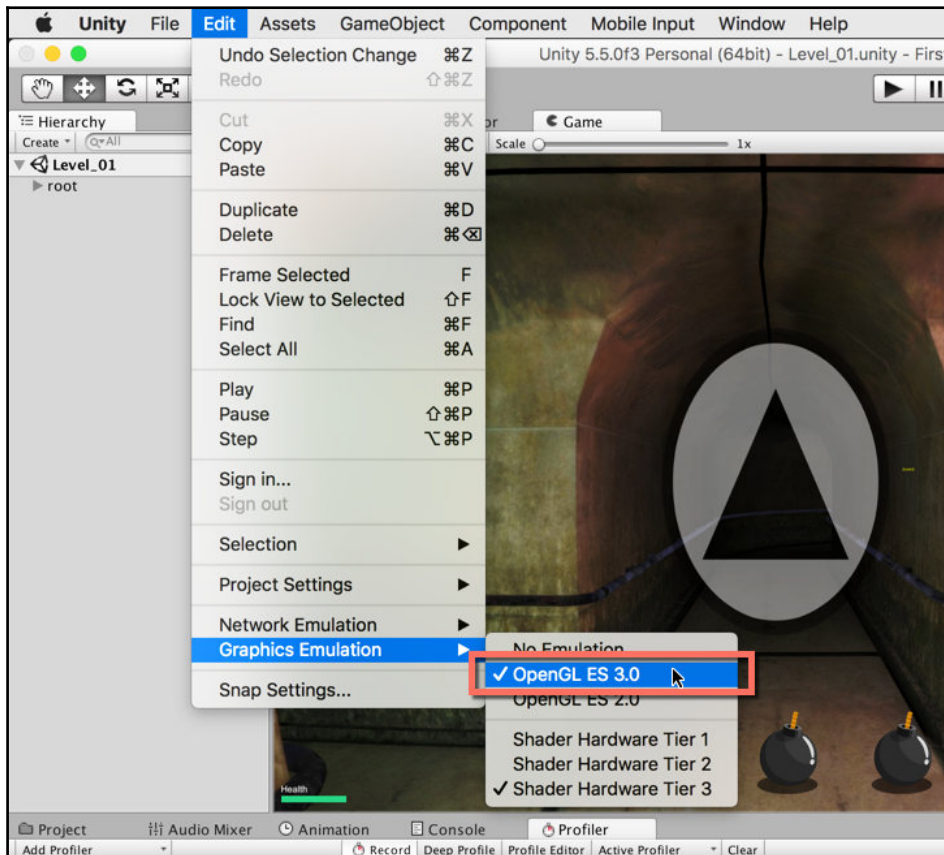 Unity File Edit Assets GameObject Component Mobile Input Window Help
Unity 5.5.0f3 Personal (64bit) - Level_01.unity - Firs
Undo Selection Change ⌘Z
Redo ⇧⌘Z
Cut ⌘X
Copy ⌘C
Paste ⌘V
Duplicate ⌘D
Delete ⌘⌫
Frame Selected F
Lock View to Selected ⇧F
Find ⌘F
Select All ⌘A
Play ⌘P
Pause ⇧⌘P
Step ⌥⌘P
Sign in...
Sign out
Selection
Project Settings
Network Emulation
Graphics Emulation
Snap Settings...
No Emulation
✓ OpenGL ES 3.0
OpenGL ES 2.0
Shader Hardware Tier 1
Shader Hardware Tier 2
✓ Shader Hardware Tier 3
Hierarchy
Create All
Level_01
root
or Game
Scale 1x
Health
Project Audio Mixer Animation Console Profiler
Add Profiler Record Deep Profile Profile Editor Active Profiler Clear